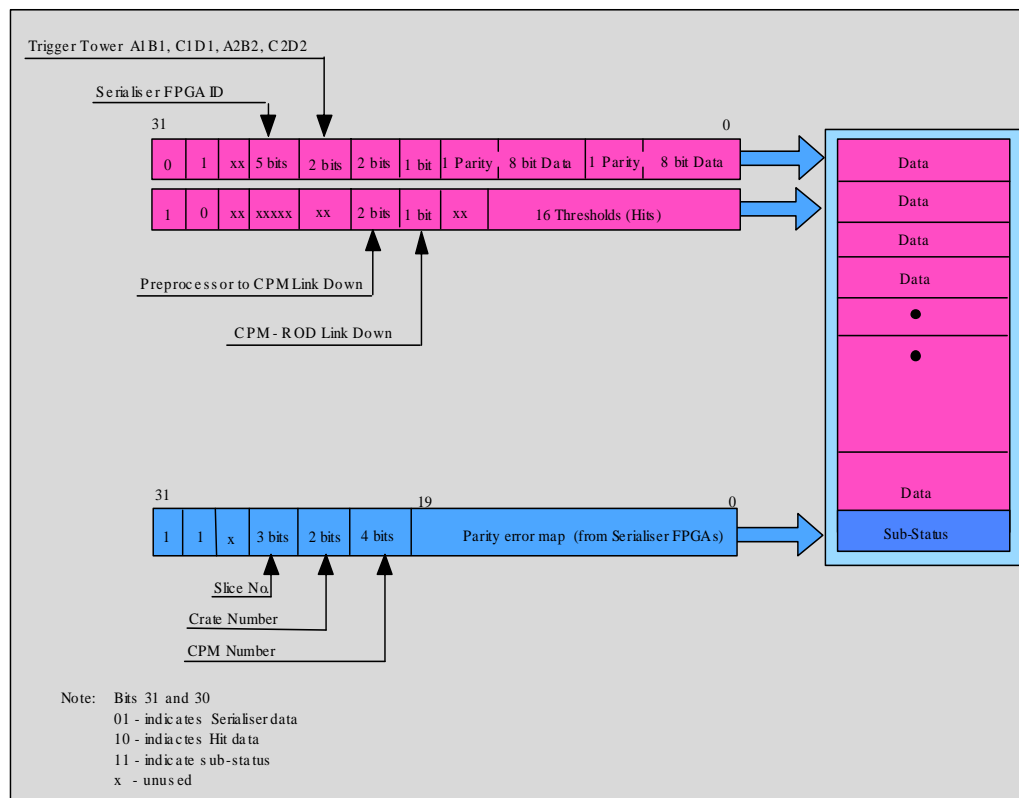 Trigger Tower A1B1, C1D1, A2B2, C2D2
Serialiser FPGA ID
31 0
0 1 xx 5 bits 2 bits 2 bits 1 bit 1 Parity 8 bit Data 1 Parity 8 bit Data
Data
1 0 xx xxxxx xx 2 bits 1 bit xx 16 Thresholds (Hits)
Data
Data
Preprocessor to CPM Link Down
Data
CPM - ROD Link Down
31 19 0
Data
1 1 x 3 bits 2 bits 4 bits Parity error map (from Serialiser FPGAs)
Sub-Status
Slice No.
Crate Number
CPM Number
Note: Bits 31 and 30
01 - indicates Serialiser data
10 - indiactes Hit data
11 - indicate sub-status
x - unused